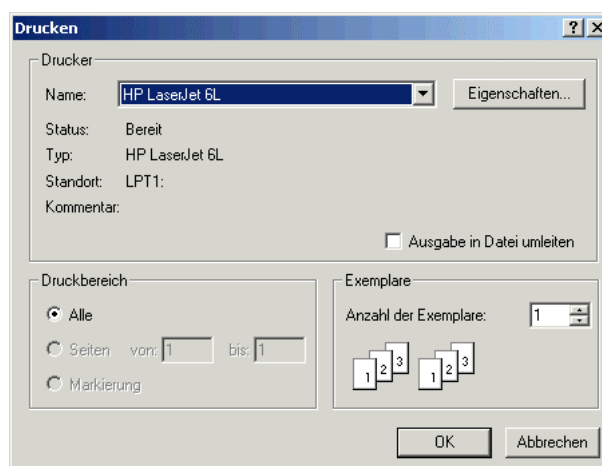 Drucken
Drucker
Name: HP LaserJet 6L Eigenschaften...
Status: Bereit
Typ: HP LaserJet 6L
Standort: LPT1:
Kommentar:
Ausgabe in Datei umleiten
Druckbereich
Alle
Seiten von: 1 bis: 1
Markierung
Exemplare
Anzahl der Exemplare: 1
1 2 3 1 2 3
OK Abbrechen